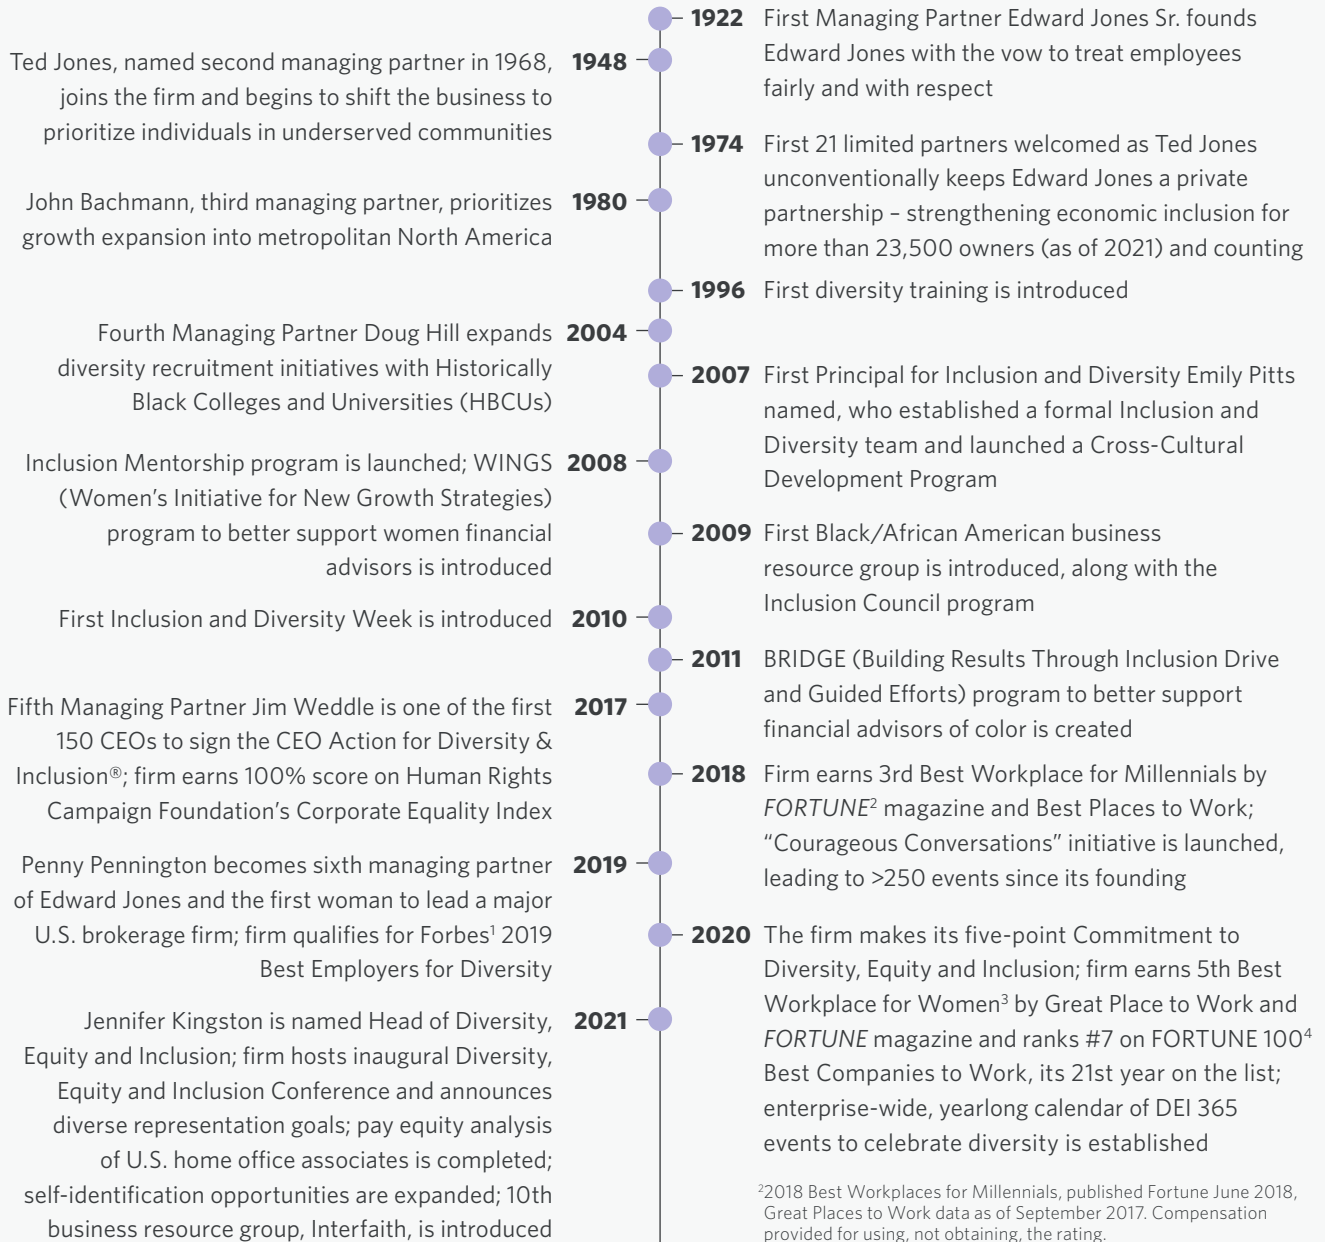 1922 First Managing Partner Edward Jones Sr. founds
Edward Jones with the vow to treat employees
fairly and with respect
Ted Jones, named second managing partner in 1968, 1948
joins the firm and begins to shift the business to
prioritize individuals in underserved communities
1974 First 21 limited partners welcomed as Ted Jones
unconventionally keeps Edward Jones a private
partnership – strengthening economic inclusion for
more than 23,500 owners (as of 2021) and counting
John Bachmann, third managing partner, prioritizes 1980
growth expansion into metropolitan North America
1996 First diversity training is introduced
Fourth Managing Partner Doug Hill expands 2004
diversity recruitment initiatives with Historically
Black Colleges and Universities (HBCUs)
2007 First Principal for Inclusion and Diversity Emily Pitts
named, who established a formal Inclusion and
Diversity team and launched a Cross-Cultural
Development Program
Inclusion Mentorship program is launched; WINGS 2008
(Women’s Initiative for New Growth Strategies)
program to better support women financial
advisors is introduced
2009 First Black/African American business
resource group is introduced, along with the
Inclusion Council program
First Inclusion and Diversity Week is introduced 2010
2011 BRIDGE (Building Results Through Inclusion Drive
and Guided Efforts) program to better support
financial advisors of color is created
Fifth Managing Partner Jim Weddle is one of the first 2017
150 CEOs to sign the CEO Action for Diversity &
Inclusion®; firm earns 100% score on Human Rights
Campaign Foundation’s Corporate Equality Index
2018 Firm earns 3rd Best Workplace for Millennials by
FORTUNE² magazine and Best Places to Work;
“Courageous Conversations” initiative is launched,
leading to >250 events since its founding
Penny Pennington becomes sixth managing partner 2019
of Edward Jones and the first woman to lead a major
U.S. brokerage firm; firm qualifies for Forbes¹ 2019
Best Employers for Diversity
2020 The firm makes its five-point Commitment to
Diversity, Equity and Inclusion; firm earns 5th Best
Workplace for Women³ by Great Place to Work and
FORTUNE magazine and ranks #7 on FORTUNE 100⁴
Best Companies to Work, its 21st year on the list;
enterprise-wide, yearlong calendar of DEI 365
events to celebrate diversity is established
Jennifer Kingston is named Head of Diversity, 2021
Equity and Inclusion; firm hosts inaugural Diversity,
Equity and Inclusion Conference and announces
diverse representation goals; pay equity analysis
of U.S. home office associates is completed;
self-identification opportunities are expanded; 10th
business resource group, Interfaith, is introduced
²2018 Best Workplaces for Millennials, published Fortune June 2018,
Great Places to Work data as of September 2017. Compensation
provided for using, not obtaining, the rating.